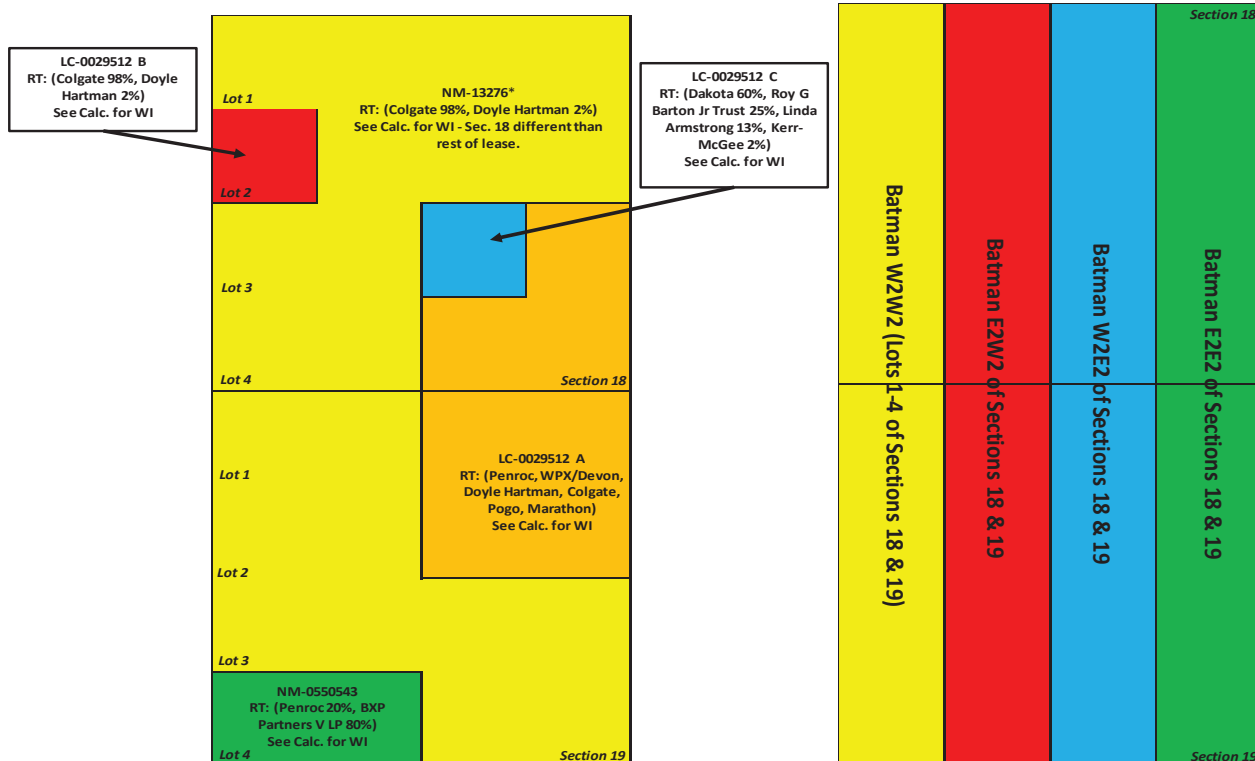 LC-0029512 B
RT: (Colgate 98%, Doyle
Hartman 2%)
See Calc. for WI
Lot 1
NM-13276*
RT: (Colgate 98%, Doyle Hartman 2%)
See Calc. for WI - Sec. 18 different than
rest of lease.
LC-0029512 C
RT: (Dakota 60%, Roy G
Barton Jr Trust 25%, Linda
Armstrong 13%, Kerr-
McGee 2%)
See Calc. for WI
Lot 2
Lot 3
Lot 4
Section 18
Lot 1
LC-0029512 A
RT: (Penroc, WPX/Devon,
Doyle Hartman, Colgate,
Pogo, Marathon)
See Calc. for WI
Lot 2
Lot 3
NM-0550543
RT: (Penroc 20%, BXP
Partners V LP 80%)
See Calc. for WI
Lot 4
Section 19
Section 18
Batman W2W2 (Lots 1-4 of Sections 18 & 19)
Batman E2W2 of Sections 18 & 19
Batman W2E2 of Sections 18 & 19
Batman E2E2 of Sections 18 & 19
Section 19